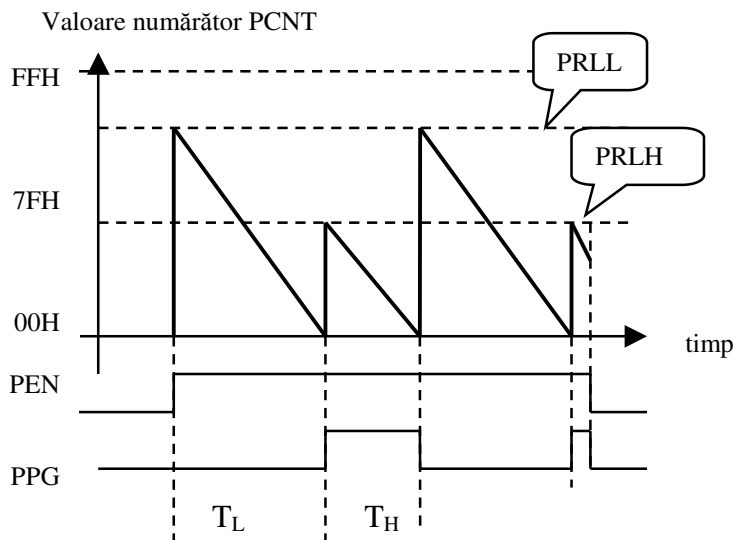 Valoare numărător PCNT
FFH
PRLL
PRLH
7FH
00H
timp
PEN
PPG
TL
TH